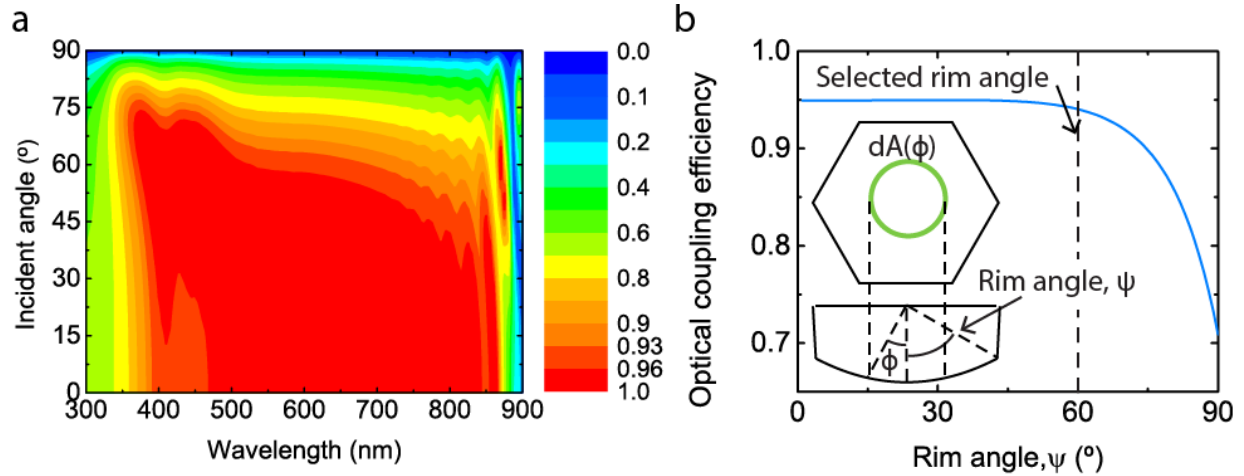 a
90
75
60
45
30
15
0
Incident angle (º)
300 400 500 600 700 800 900
Wavelength (nm)
0.0
0.1
0.2
0.4
0.6
0.8
0.9
0.93
0.96
1.0
b
1.0
0.9
0.8
0.7
Optical coupling efficiency
Selected rim angle
dA(ϕ)
Rim angle, ψ
ϕ
0 30 60 90
Rim angle,ψ (º)